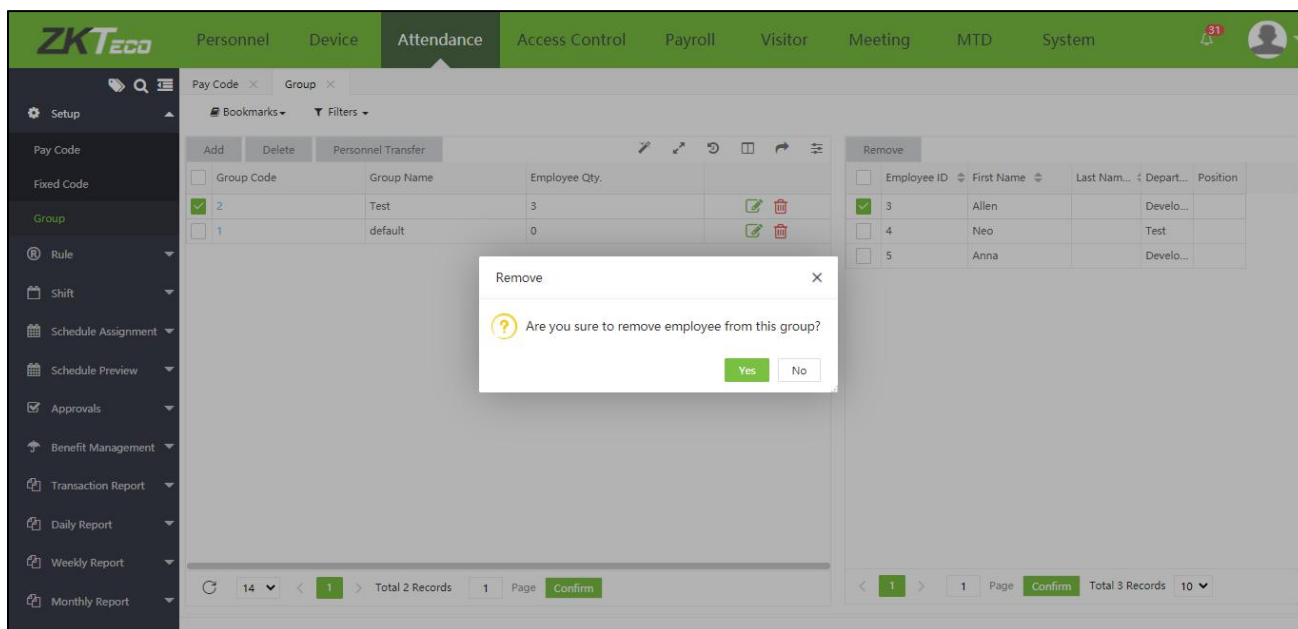 ZKTeco Personnel Device Attendance Access Control Payroll Visitor Meeting MTD System 31
Pay Code Group
Setup Bookmarks Filters
Pay Code Add Delete Personnel Transfer Remove
Group Code Group Name Employee Qty. Employee ID First Name Last Nam... Depart... Position
Fixed Code
2 Test 3 3 Allen Develo...
Group
1 default 0 4 Neo Test
Rule 5 Anna Develo...
Remove
Shift
Schedule Assignment Are you sure to remove employee from this group?
Schedule Preview Yes No
Approvals
Benefit Management
Transaction Report
Daily Report
Weekly Report
14 1 Total 2 Records 1 Page Confirm 1 1 Page Confirm Total 3 Records 10
Monthly Report